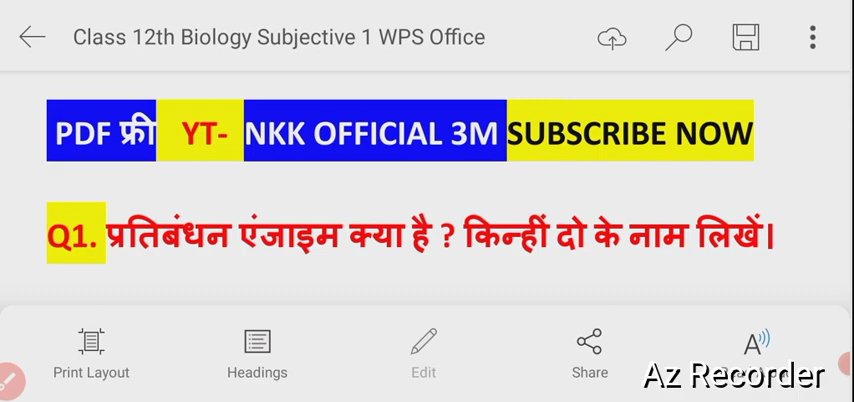 Class 12th Biology Subjective 1 WPS Office
PDF फ्री YT- NKK OFFICIAL 3M SUBSCRIBE NOW
Q1. प्रतिबंधन एंजाइम क्या है ? किन्हीं दो के नाम लिखें।
Print Layout Headings Edit Share
Az Recorder